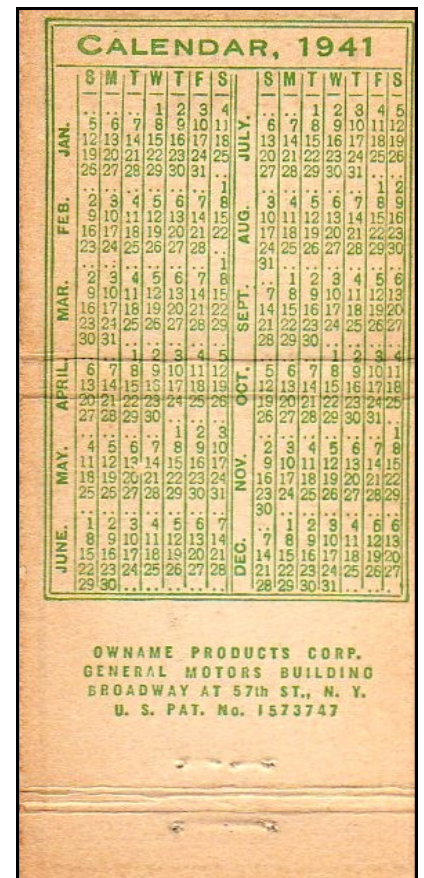 CALENDAR, 1941
S M T W T F S S M T W T F S
JAN.
.. .. .. 1 2 3 4
5 6 7 8 9 10 11
12 13 14 15 16 17 18
19 20 21 22 23 24 25
26 27 28 29 30 31 ..
FEB.
.. .. .. .. .. .. 1
2 3 4 5 6 7 8
9 10 11 12 13 14 15
16 17 18 19 20 21 22
23 24 25 26 27 28 ..
MAR.
.. .. .. .. .. .. 1
2 3 4 5 6 7 8
9 10 11 12 13 14 15
16 17 18 19 20 21 22
23 24 25 26 27 28 29
30 31 .. .. .. .. ..
APRIL.
.. .. 1 2 3 4 5
6 7 8 9 10 11 12
13 14 15 16 17 18 19
20 21 22 23 24 25 26
27 28 29 30 .. .. ..
MAY.
.. .. .. .. 1 2 3
4 5 6 7 8 9 10
11 12 13 14 15 16 17
18 19 20 21 22 23 24
25 26 27 28 29 30 31
JUNE.
1 2 3 4 5 6 7
8 9 10 11 12 13 14
15 16 17 18 19 20 21
22 23 24 25 26 27 28
29 30 .. .. .. .. ..
JULY.
.. .. 1 2 3 4 5
6 7 8 9 10 11 12
13 14 15 16 17 18 19
20 21 22 23 24 25 26
27 28 29 30 31 .. ..
AUG.
.. .. .. .. .. 1 2
3 4 5 6 7 8 9
10 11 12 13 14 15 16
17 18 19 20 21 22 23
24 25 26 27 28 29 30
31 .. .. .. .. .. ..
SEPT.
.. 1 2 3 4 5 6
7 8 9 10 11 12 13
14 15 16 17 18 19 20
21 22 23 24 25 26 27
28 29 30 .. .. .. ..
OCT.
.. .. .. 1 2 3 4
5 6 7 8 9 10 11
12 13 14 15 16 17 18
19 20 21 22 23 24 25
26 27 28 29 30 31 ..
NOV.
.. .. .. .. .. .. 1
2 3 4 5 6 7 8
9 10 11 12 13 14 15
16 17 18 19 20 21 22
23 24 25 26 27 28 29
30 .. .. .. .. .. ..
DEC.
.. 1 2 3 4 5 6
7 8 9 10 11 12 13
14 15 16 17 18 19 20
21 22 23 24 25 26 27
28 29 30 31 .. .. ..
OWNAME PRODUCTS CORP.
GENERAL MOTORS BUILDING
BROADWAY AT 57th ST., N. Y.
U. S. PAT. No. 1573747